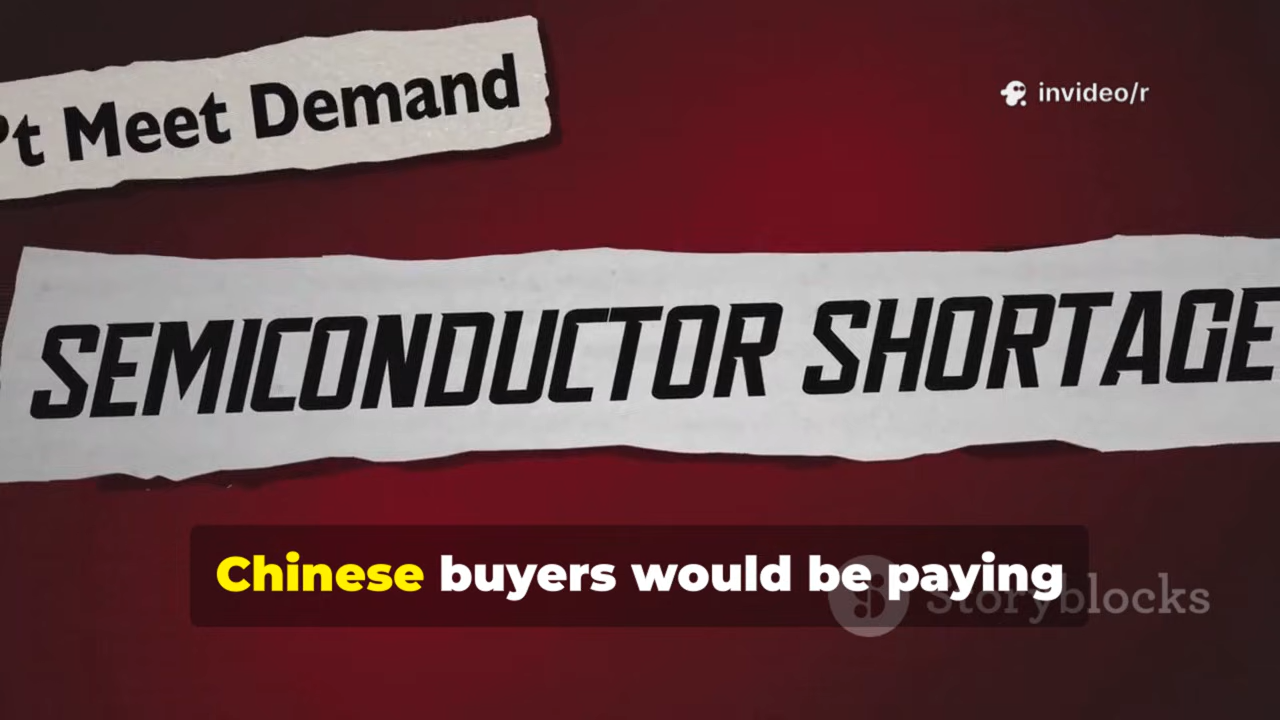 't Meet Demand
invideo/r
SEMICONDUCTOR SHORTAGE
Chinese buyers would be paying
Storyblocks